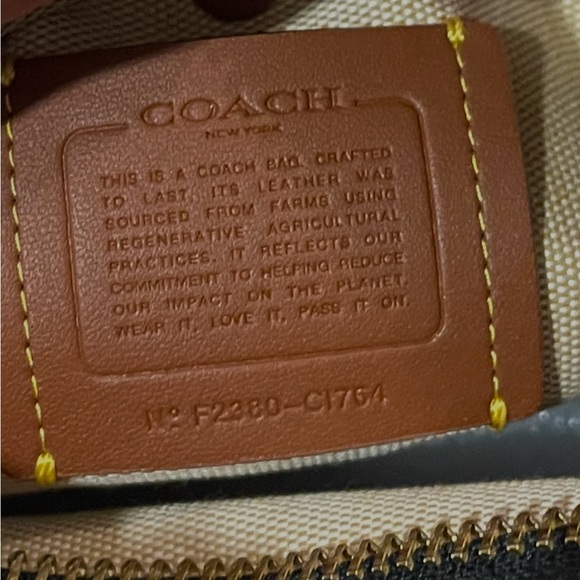 COACH
NEW YORK
THIS IS A COACH BAG. CRAFTED
TO LAST, ITS LEATHER WAS
SOURCED FROM FARMS USING
REGENERATIVE AGRICULTURAL
PRACTICES. IT REFLECTS OUR
COMMITMENT TO HELPING REDUCE
OUR IMPACT ON THE PLANET.
WEAR IT, LOVE IT, PASS IT ON.
Nº F2380-C1764